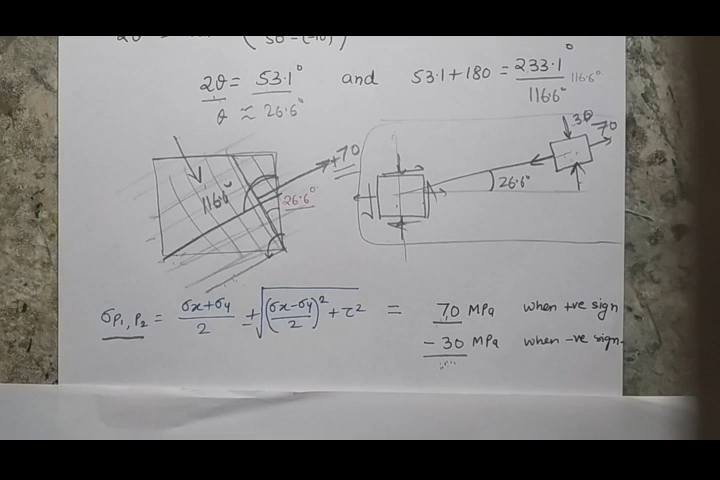 2θ = 53.1° and 53.1+180 = 233.1°
θ ≈ 26.6° 116.6° 116.6°
+70 116.6° 26.6°
30 70 26.6°
σP1, P2 = σx+σy/2 ± √(σx-σy/2)² + τ² = 70 MPa when +ve sign
- 30 MPa when -ve sign.